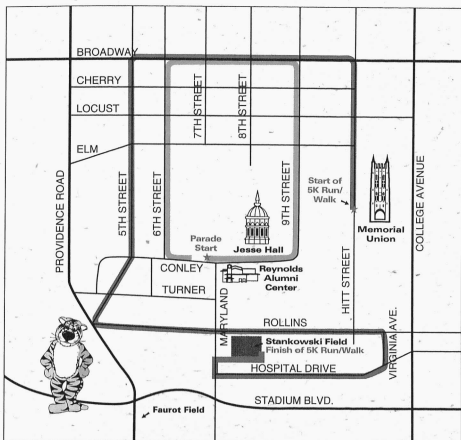 BROADWAY
CHERRY
LOCUST
ELM
PROVIDENCE ROAD
5TH STREET
6TH STREET
7TH STREET
8TH STREET
9TH STREET
Start of
5K Run/
Walk
Memorial
Union
COLLEGE AVENUE
Parade
Start
Jesse Hall
CONLEY
TURNER
Reynolds
Alumni
Center
MARYLAND
HITT STREET
ROLLINS
Stankowski Field
Finish of 5K Run/Walk
HOSPITAL DRIVE
VIRGINIA AVE.
STADIUM BLVD.
Faurot Field